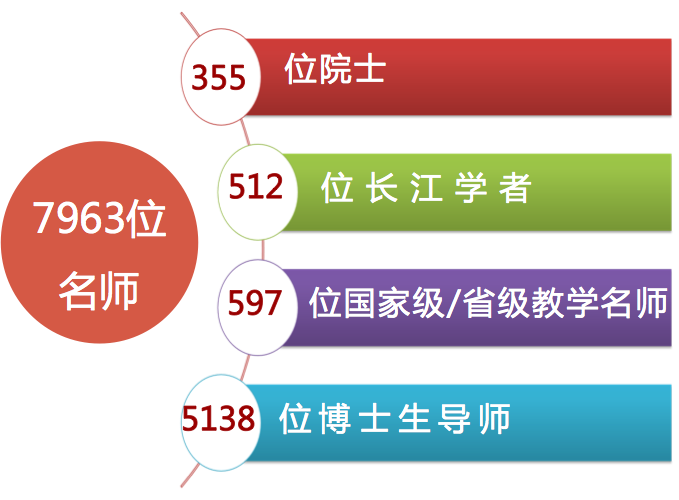 7963位
名师
355 位院士
512 位长江学者
597 位国家级/省级教学名师
5138 位博士生导师